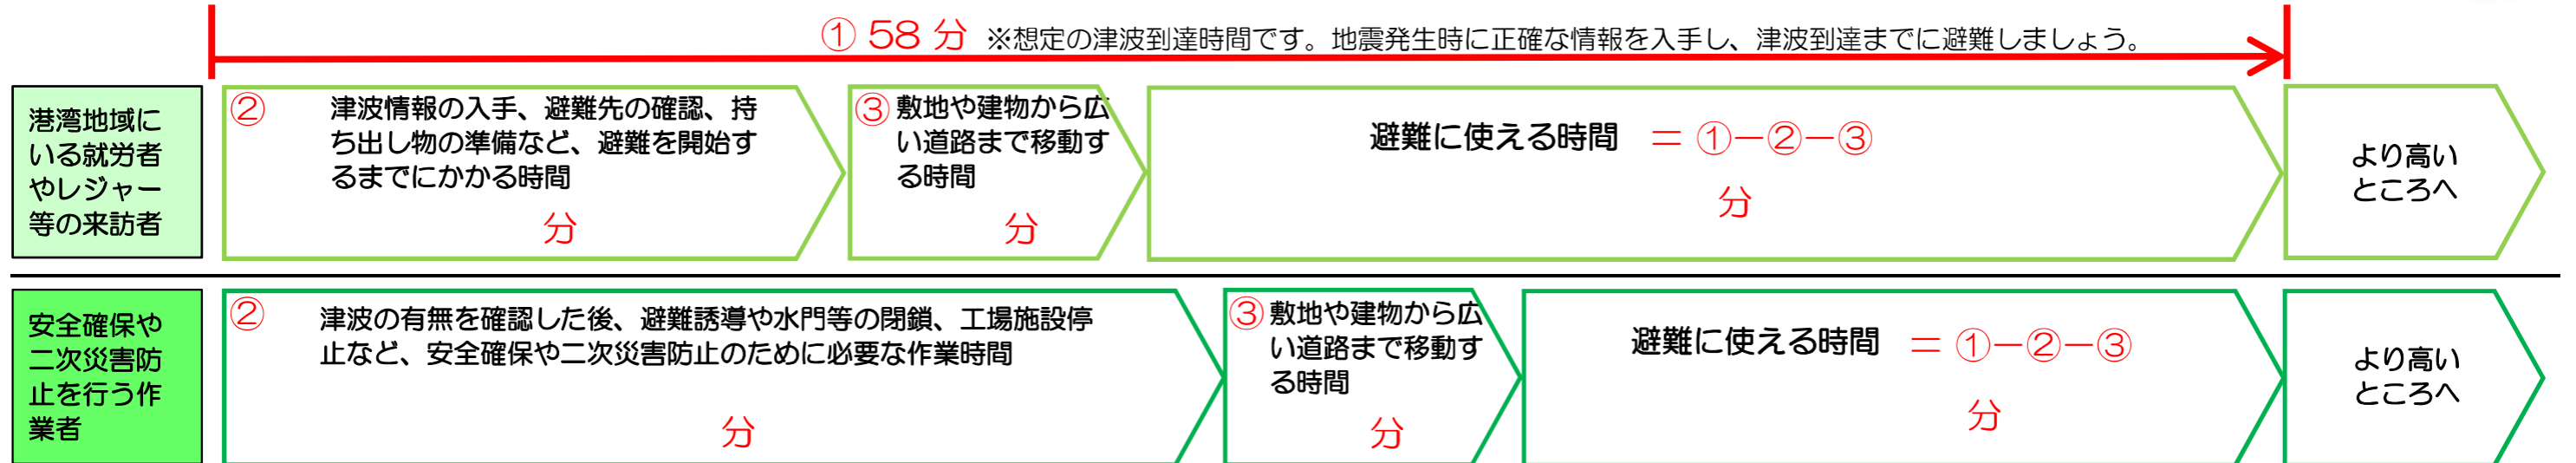 ① 58 分 ※想定の津波到達時間です。地震発生時に正確な情報を入手し、津波到達までに避難しましょう。
港湾地域に
いる就労者
やレジャー
等の来訪者
② 津波情報の入手、避難先の確認、持
ち出し物の準備など、避難を開始す
るまでにかかる時間
分
③ 敷地や建物から広
い道路まで移動す
る時間
分
避難に使える時間 = ①ー②ー③
分
より高い
ところへ
安全確保や
二次災害防
止を行う作
業者
② 津波の有無を確認した後、避難誘導や水門等の閉鎖、工場施設停
止など、安全確保や二次災害防止のために必要な作業時間
分
③ 敷地や建物から広
い道路まで移動す
る時間
分
避難に使える時間 = ①ー②ー③
分
より高い
ところへ